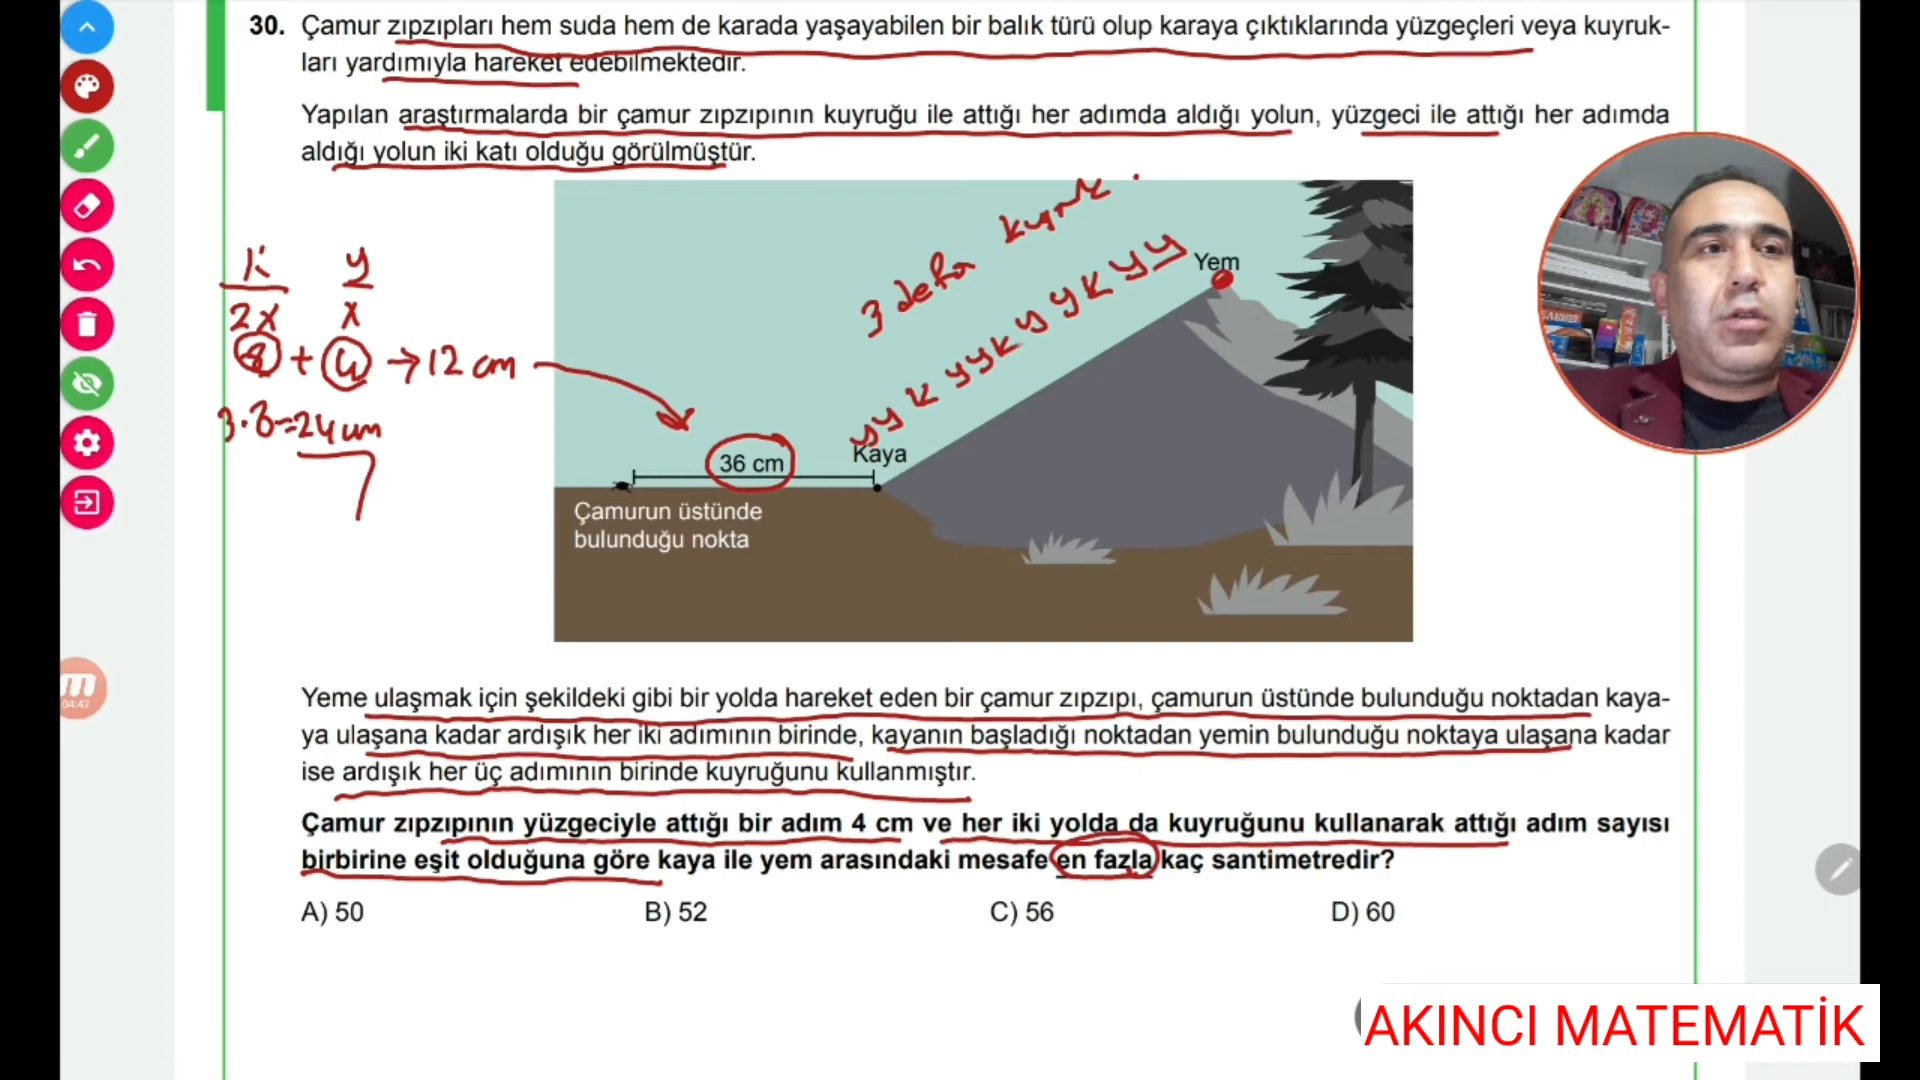 30. Çamur zıpzıpları hem suda hem de karada yaşayabilen bir balık türü olup karaya çıktıklarında yüzgeçleri veya kuyruk-
ları yardımıyla hareket edebilmektedir.
Yapılan araştırmalarda bir çamur zıpzıpının kuyruğu ile attığı her adımda aldığı yolun, yüzgeci ile attığı her adımda
aldığı yolun iki katı olduğu görülmüştür.
3 defa kuyruk
k y
2x x
8 + 4 → 12 cm
3.8=24 cm
yy k yyk y y k y y
Yem
Kaya
36 cm
Çamurun üstünde
bulunduğu nokta
04:47
Yeme ulaşmak için şekildeki gibi bir yolda hareket eden bir çamur zıpzıpı, çamurun üstünde bulunduğu noktadan kaya-
ya ulaşana kadar ardışık her iki adımının birinde, kayanın başladığı noktadan yemin bulunduğu noktaya ulaşana kadar
ise ardışık her üç adımının birinde kuyruğunu kullanmıştır.
Çamur zıpzıpının yüzgeciyle attığı bir adım 4 cm ve her iki yolda da kuyruğunu kullanarak attığı adım sayısı
birbirine eşit olduğuna göre kaya ile yem arasındaki mesafe en fazla kaç santimetredir?
A) 50 B) 52 C) 56 D) 60
AKINCI MATEMATİK